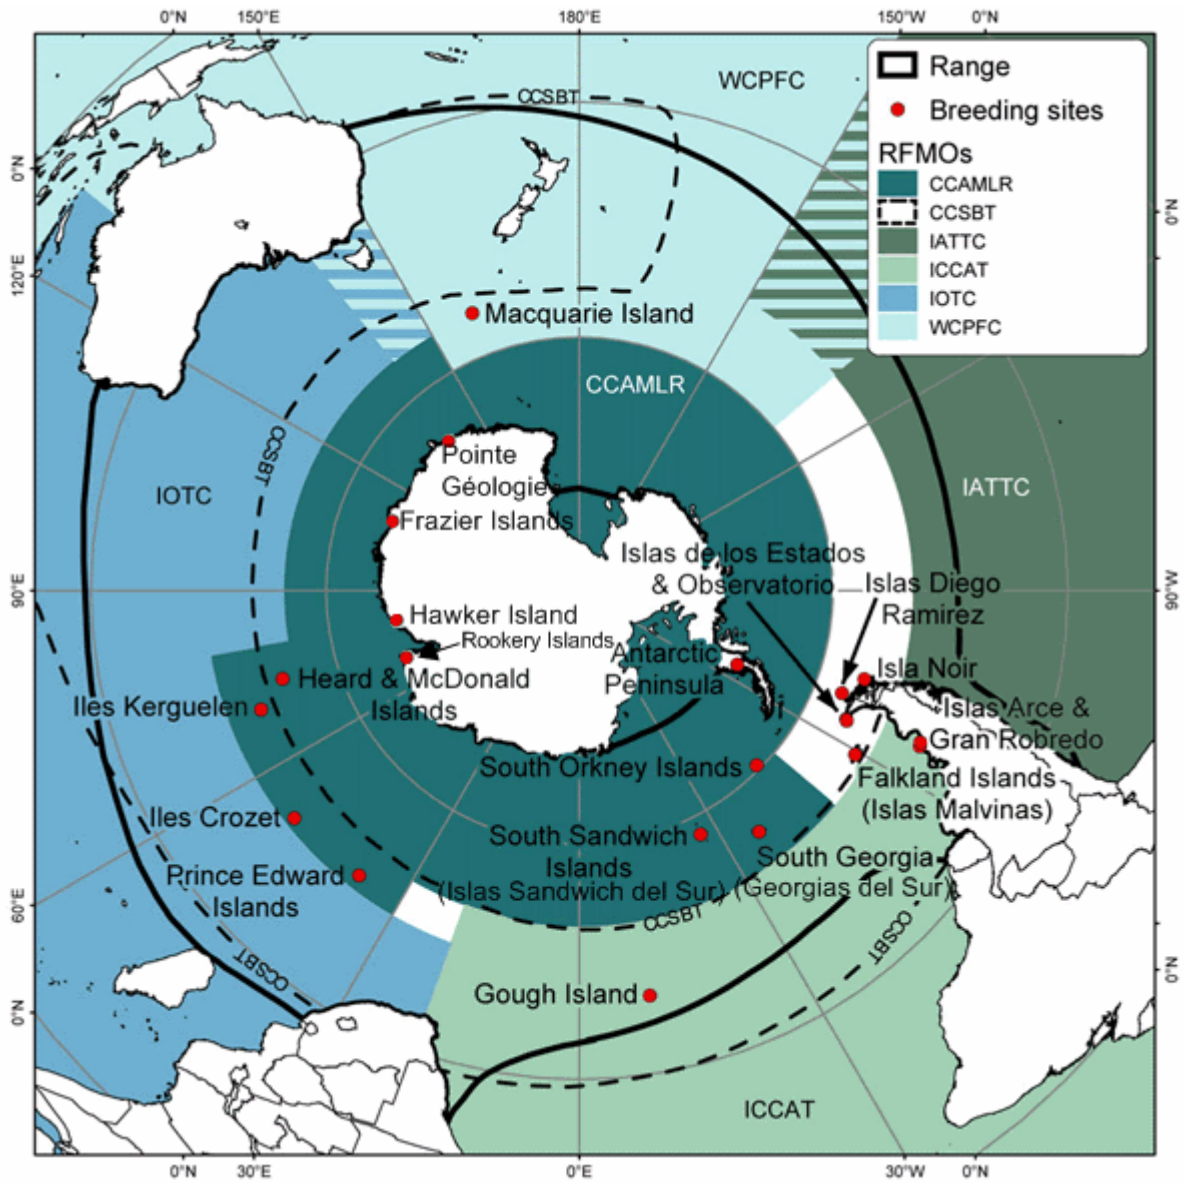 0°N
150°E
180°E
150°W
0°N
WCPFC
CCSBT
Range
Breeding sites
RFMOs
CCAMLR
CCSBT
IATTC
ICCAT
IOTC
WCPFC
0°N
0°N
120°E
Macquarie Island
CCAMLR
CCSBT
Pointe
Géologie
IOTC
IATTC
Frazier Islands
Islas de los Estados
& Observatorio
Islas Diego
Ramirez
90°E
90°W
Hawker Island
Rookery Islands
Antarctic
Peninsula
Isla Noir
Heard & McDonald
Islands
Iles Kerguelen
Islas Arce &
Gran Robredo
South Orkney Islands
Falkland Islands
(Islas Malvinas)
Iles Crozet
South Sandwich
Islands
(Islas Sandwich del Sur)
South Georgia
(Georgias del Sur)
Prince Edward
Islands
60°E
CCSBT
CCSBT
CCSBT
0°N
Gough Island
0°N
ICCAT
0°N
30°E
0°E
30°W
0°N